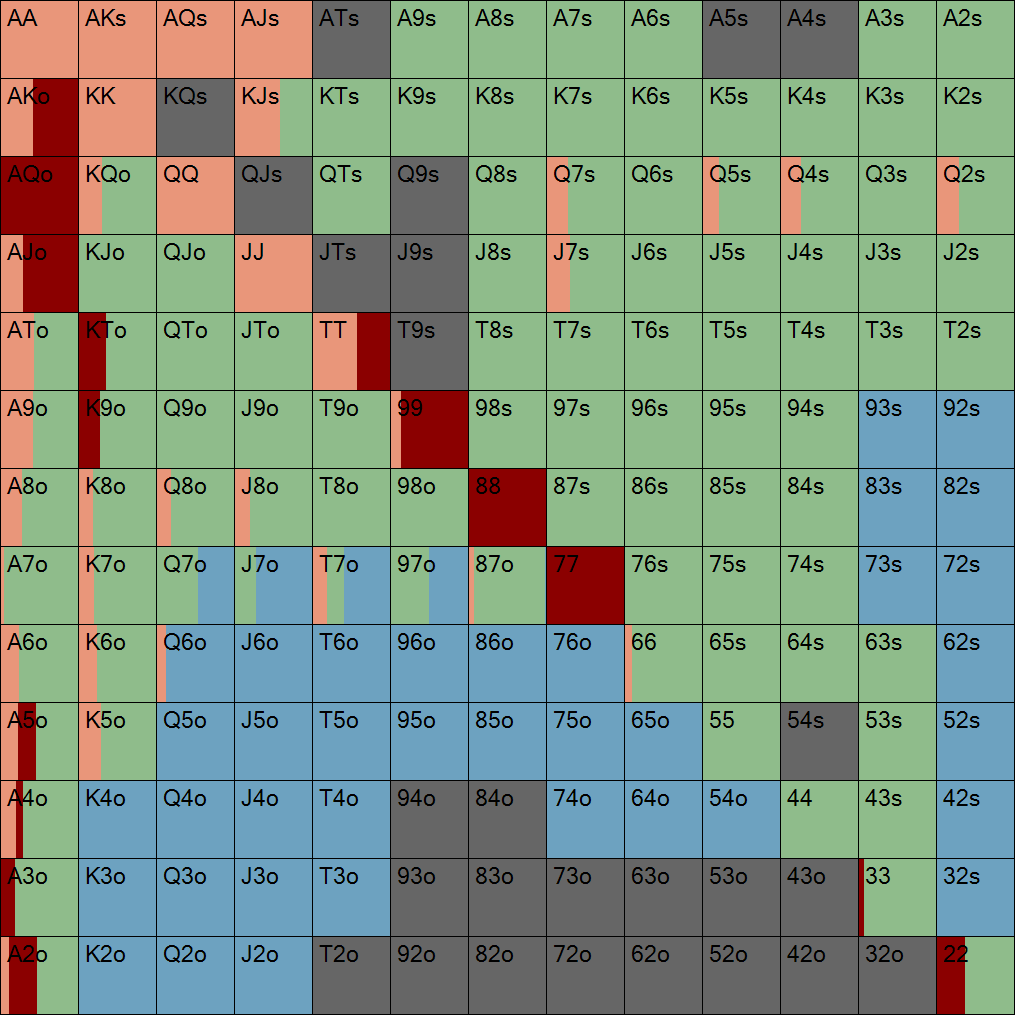 AA AKs AQs AJs ATs A9s A8s A7s A6s A5s A4s A3s A2s
AKo KK KQs KJs KTs K9s K8s K7s K6s K5s K4s K3s K2s
AQo KQo QQ QJs QTs Q9s Q8s Q7s Q6s Q5s Q4s Q3s Q2s
AJo KJo QJo JJ JTs J9s J8s J7s J6s J5s J4s J3s J2s
ATo KTo QTo JTo TT T9s T8s T7s T6s T5s T4s T3s T2s
A9o K9o Q9o J9o T9o 99 98s 97s 96s 95s 94s 93s 92s
A8o K8o Q8o J8o T8o 98o 88 87s 86s 85s 84s 83s 82s
A7o K7o Q7o J7o T7o 97o 87o 77 76s 75s 74s 73s 72s
A6o K6o Q6o J6o T6o 96o 86o 76o 66 65s 64s 63s 62s
A5o K5o Q5o J5o T5o 95o 85o 75o 65o 55 54s 53s 52s
A4o K4o Q4o J4o T4o 94o 84o 74o 64o 54o 44 43s 42s
A3o K3o Q3o J3o T3o 93o 83o 73o 63o 53o 43o 33 32s
A2o K2o Q2o J2o T2o 92o 82o 72o 62o 52o 42o 32o 22